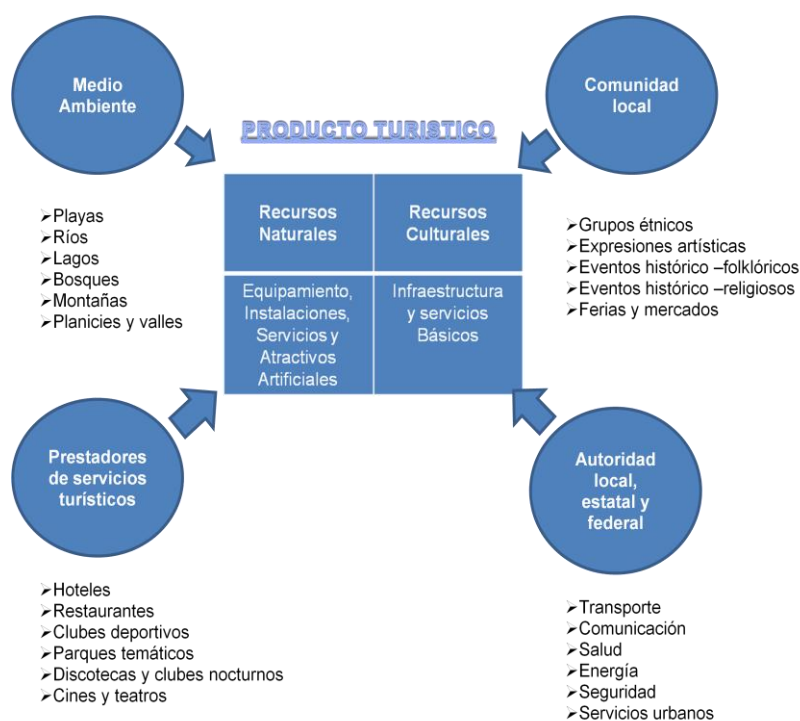 Medio
Ambiente
Comunidad
local
PRODUCTO TURISTICO
Recursos
Naturales
Recursos
Culturales
Equipamiento,
Instalaciones,
Servicios y
Atractivos
Artificiales
Infraestructura
y servicios
Básicos
➢Playas
➢Ríos
➢Lagos
➢Bosques
➢Montañas
➢Planicies y valles
➢Grupos étnicos
➢Expresiones artísticas
➢Eventos histórico –folklóricos
➢Eventos histórico –religiosos
➢Ferias y mercados
Prestadores
de servicios
turísticos
Autoridad
local,
estatal y
federal
➢Hoteles
➢Restaurantes
➢Clubes deportivos
➢Parques temáticos
➢Discotecas y clubes nocturnos
➢Cines y teatros
➢Transporte
➢Comunicación
➢Salud
➢Energía
➢Seguridad
➢Servicios urbanos